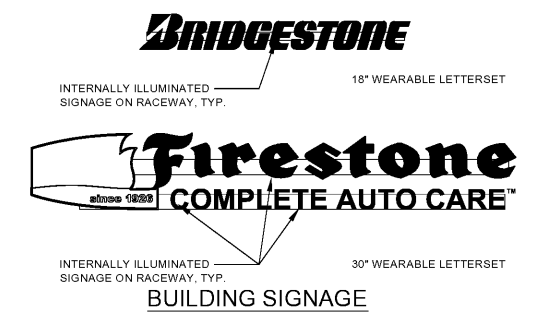 BRIDGESTONE
INTERNALLY ILLUMINATED
SIGNAGE ON RACEWAY, TYP.
18" WEARABLE LETTERSET
Firestone
since 1926
COMPLETE AUTO CARE™
INTERNALLY ILLUMINATED
SIGNAGE ON RACEWAY, TYP.
30" WEARABLE LETTERSET
BUILDING SIGNAGE